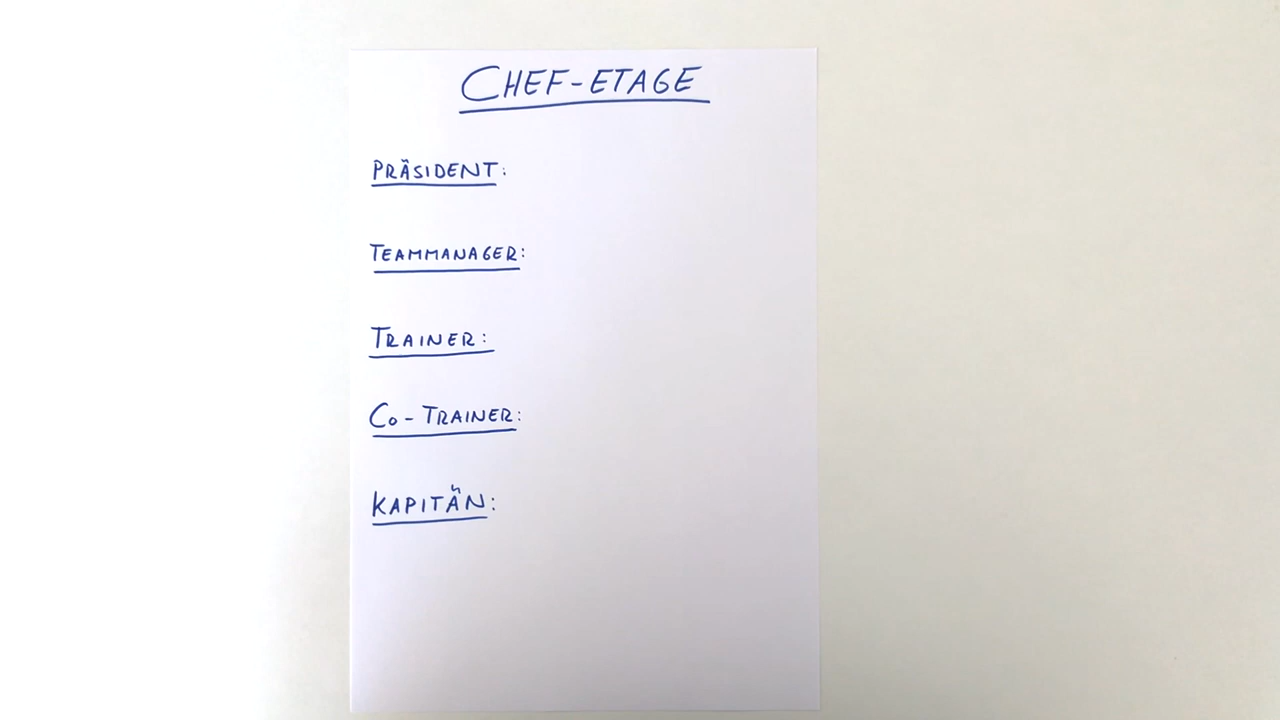 CHEF-ETAGE
PRÄSIDENT:
TEAMMANAGER:
TRAINER:
CO-TRAINER:
KAPITÄN: